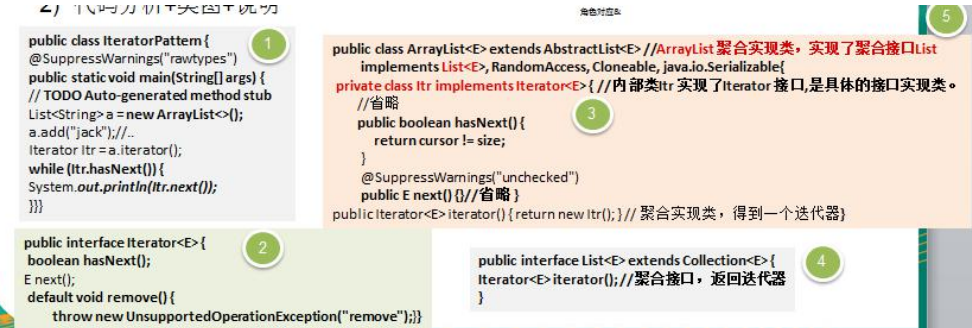 2）代码分析+类图+说明
角色对应&
5
1
public class IteratorPattern {
@SuppressWarnings("rawtypes")
public static void main(String[] args) {
// TODO Auto-generated method stub
List<String> a = new ArrayList<>();
a.add("jack");//..
Iterator Itr = a.iterator();
while (Itr.hasNext()) {
System.out.println(Itr.next());
}}}
public class ArrayList<E> extends AbstractList<E> //ArrayList 聚合实现类，实现了聚合接口List
implements List<E>, RandomAccess, Cloneable, java.io.Serializable{
private class Itr implements Iterator<E> { //内部类Itr 实现了Iterator 接口,是具体的接口实现类。
//省略
3
public boolean hasNext() {
return cursor != size;
}
@SuppressWarnings("unchecked")
public E next() {}//省略 }
public Iterator<E> iterator() { return new Itr(); } // 聚合实现类，得到一个迭代器}
2
public interface Iterator<E> {
boolean hasNext();
E next();
default void remove() {
throw new UnsupportedOperationException("remove");}}
4
public interface List<E> extends Collection<E> {
Iterator<E> iterator();//聚合接口，返回迭代器
}